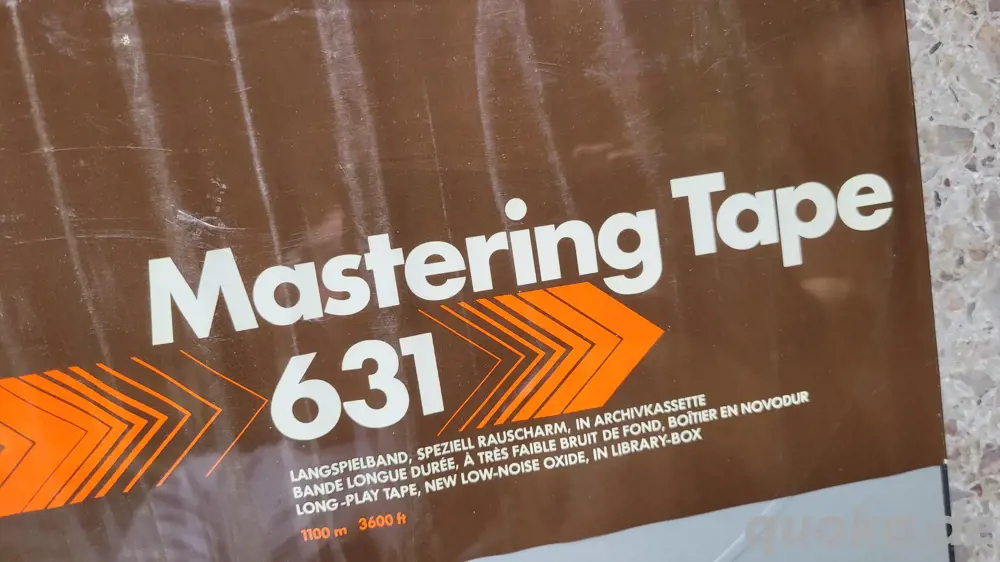 Mastering Tape
631
LANGSPIELBAND, SPEZIELL RAUSCHARM, IN ARCHIVKASSETTE
BANDE LONGUE DURÉE, À TRÈS FAIBLE BRUIT DE FOND, BOÎTIER EN NOVODUR
LONG-PLAY TAPE, NEW LOW-NOISE OXIDE, IN LIBRARY-BOX
1100 m 3600 ft